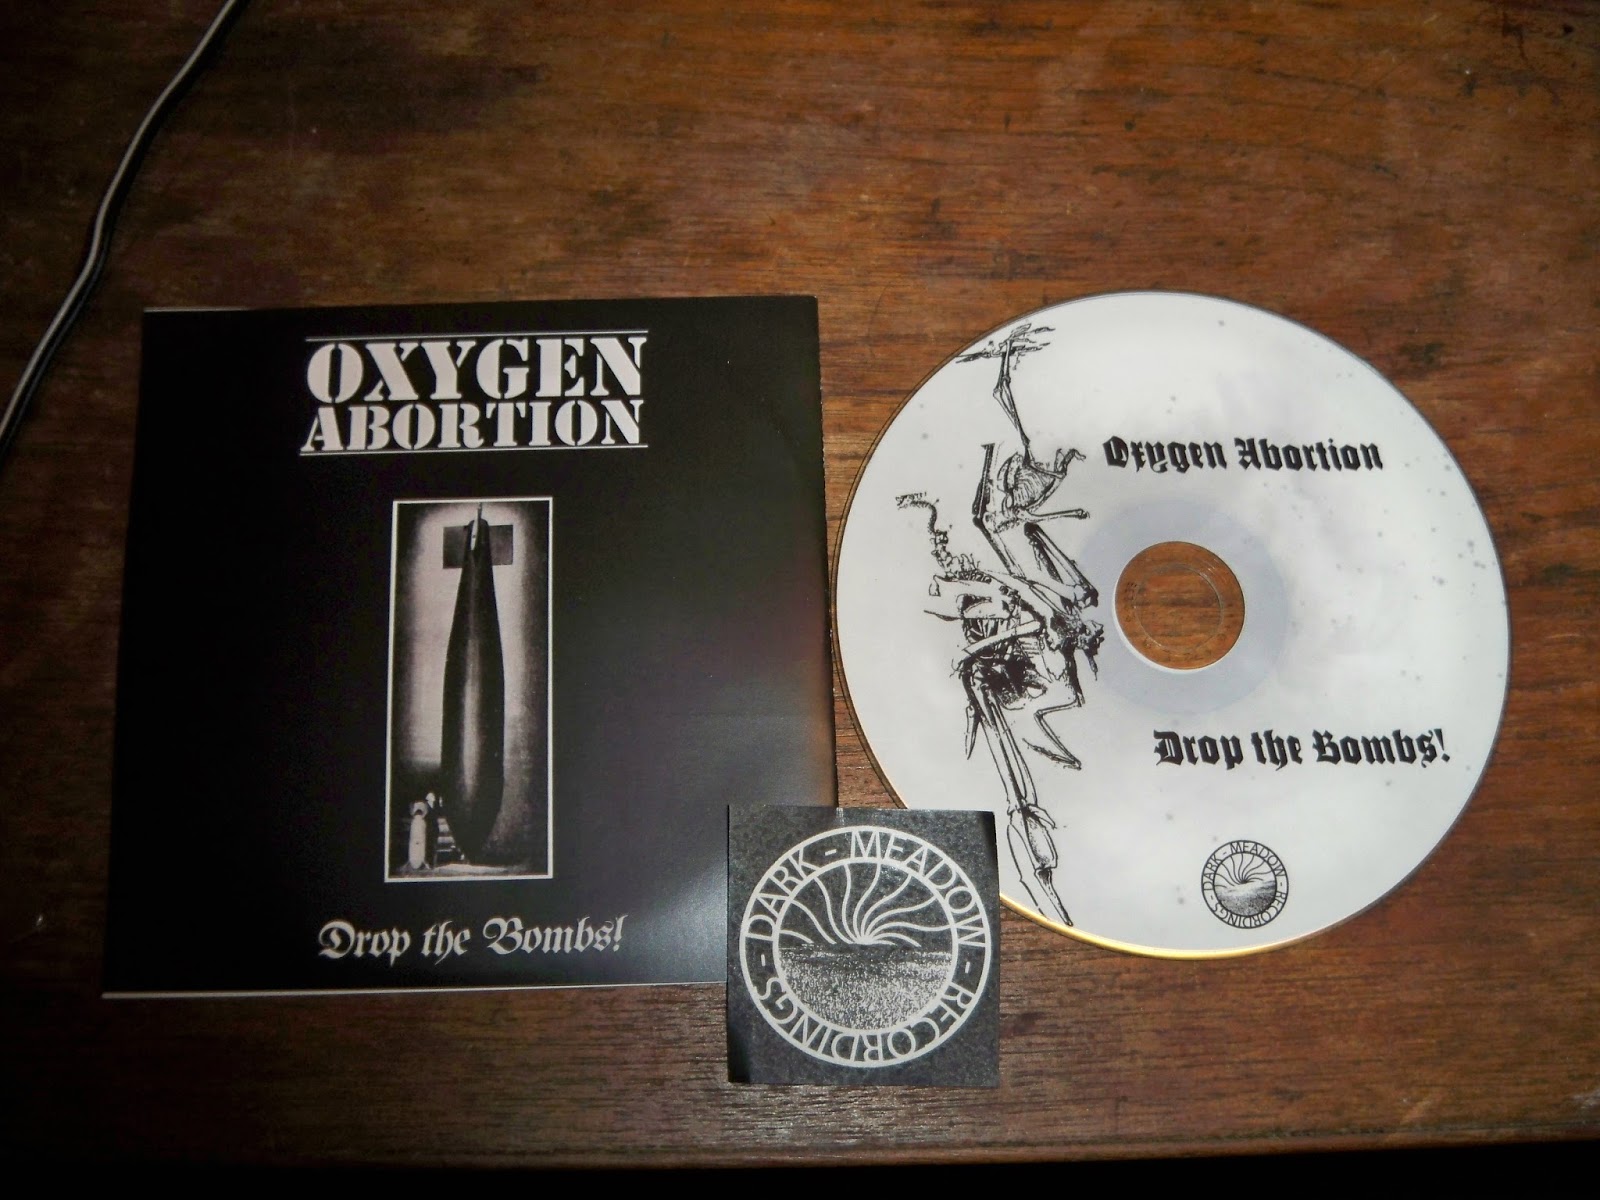 OXYGEN
ABORTION
Drop the Bombs!
Oxygen Abortion
Drop the Bombs!
DARK - MEADOW - RECORDINGS -
DARK - MEADOW - RECORDINGS -